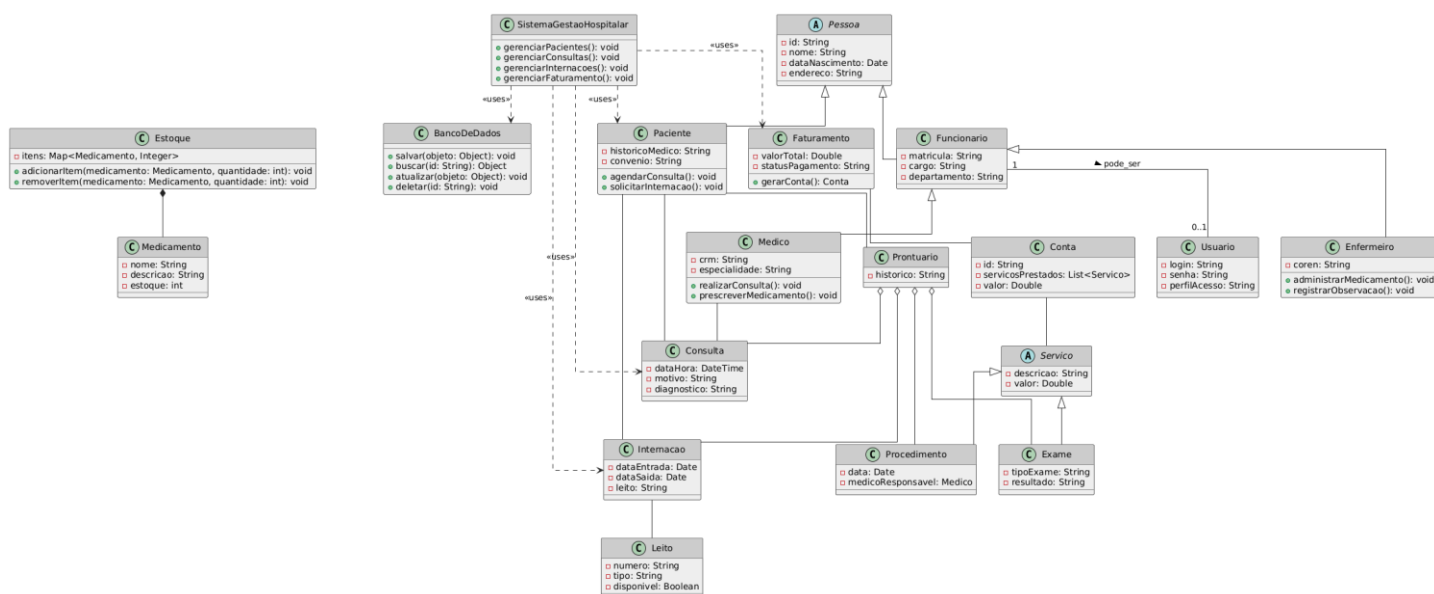 SistemaGestaoHospitalar
gerenciarPacientes(): void
gerenciarConsultas(): void
gerenciarInternacoes(): void
gerenciarFaturamento(): void
Pessoa
id: String
nome: String
dataNascimento: Date
endereco: String
«uses»
«uses»
«uses»
Estoque
itens: Map<Medicamento, Integer>
adicionarItem(medicamento: Medicamento, quantidade: int): void
removerItem(medicamento: Medicamento, quantidade: int): void
BancoDeDados
salvar(objeto: Object): void
buscar(id: String): Object
atualizar(objeto: Object): void
deletar(id: String): void
Paciente
historicoMedico: String
convenio: String
agendarConsulta(): void
solicitarInternacao(): void
Faturamento
valorTotal: Double
statusPagamento: String
gerarConta(): Conta
Funcionario
matricula: String
cargo: String
departamento: String
1
pode_ser
0..1
Medicamento
nome: String
descricao: String
estoque: int
«uses»
«uses»
Medico
crm: String
especialidade: String
realizarConsulta(): void
prescreverMedicamento(): void
Prontuario
historico: String
Conta
id: String
servicosPrestados: List<Servico>
valor: Double
Usuario
login: String
senha: String
perfilAcesso: String
Enfermeiro
coren: String
administrarMedicamento(): void
registrarObservacao(): void
Consulta
dataHora: DateTime
motivo: String
diagnostico: String
Servico
descricao: String
valor: Double
Internacao
dataEntrada: Date
dataSaida: Date
leito: String
Procedimento
data: Date
medicoResponsavel: Medico
Exame
tipoExame: String
resultado: String
Leito
numero: String
tipo: String
disponivel: Boolean